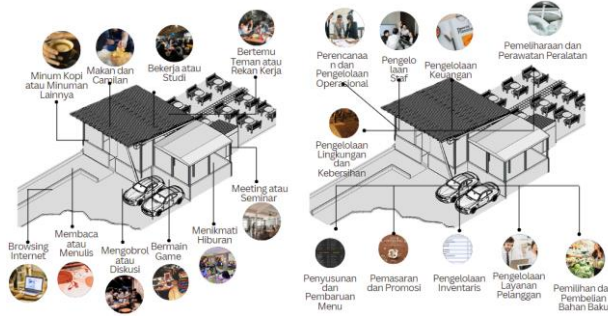 Minum Kopi
atau Minuman
Lainnya
Makan dan
Camilan
Bekerja atau
Studi
Bertemu
Teman atau
Rekan Kerja
Meeting atau
Seminar
Browsing
Internet
Membaca
atau
Menulis
Mengobrol
atau
Diskusi
Bermain
Game
Menikmati
Hiburan
Perencanaa
n dan
Pengelolaan
Operasional
Pengelo
laan
Staf
Pengelolaan
Keuangan
Pemeliharaan dan
Perawatan Peralatan
Pengelolaan
Lingkungan
dan
Kebersihan
Penyusunan
dan
Pembaruan
Menu
Pemasaran
dan Promosi
Pengelolaan
Inventaris
Pengelolaan
Layanan
Pelanggan
Pemilihan dan
Pembelian
Bahan Baku